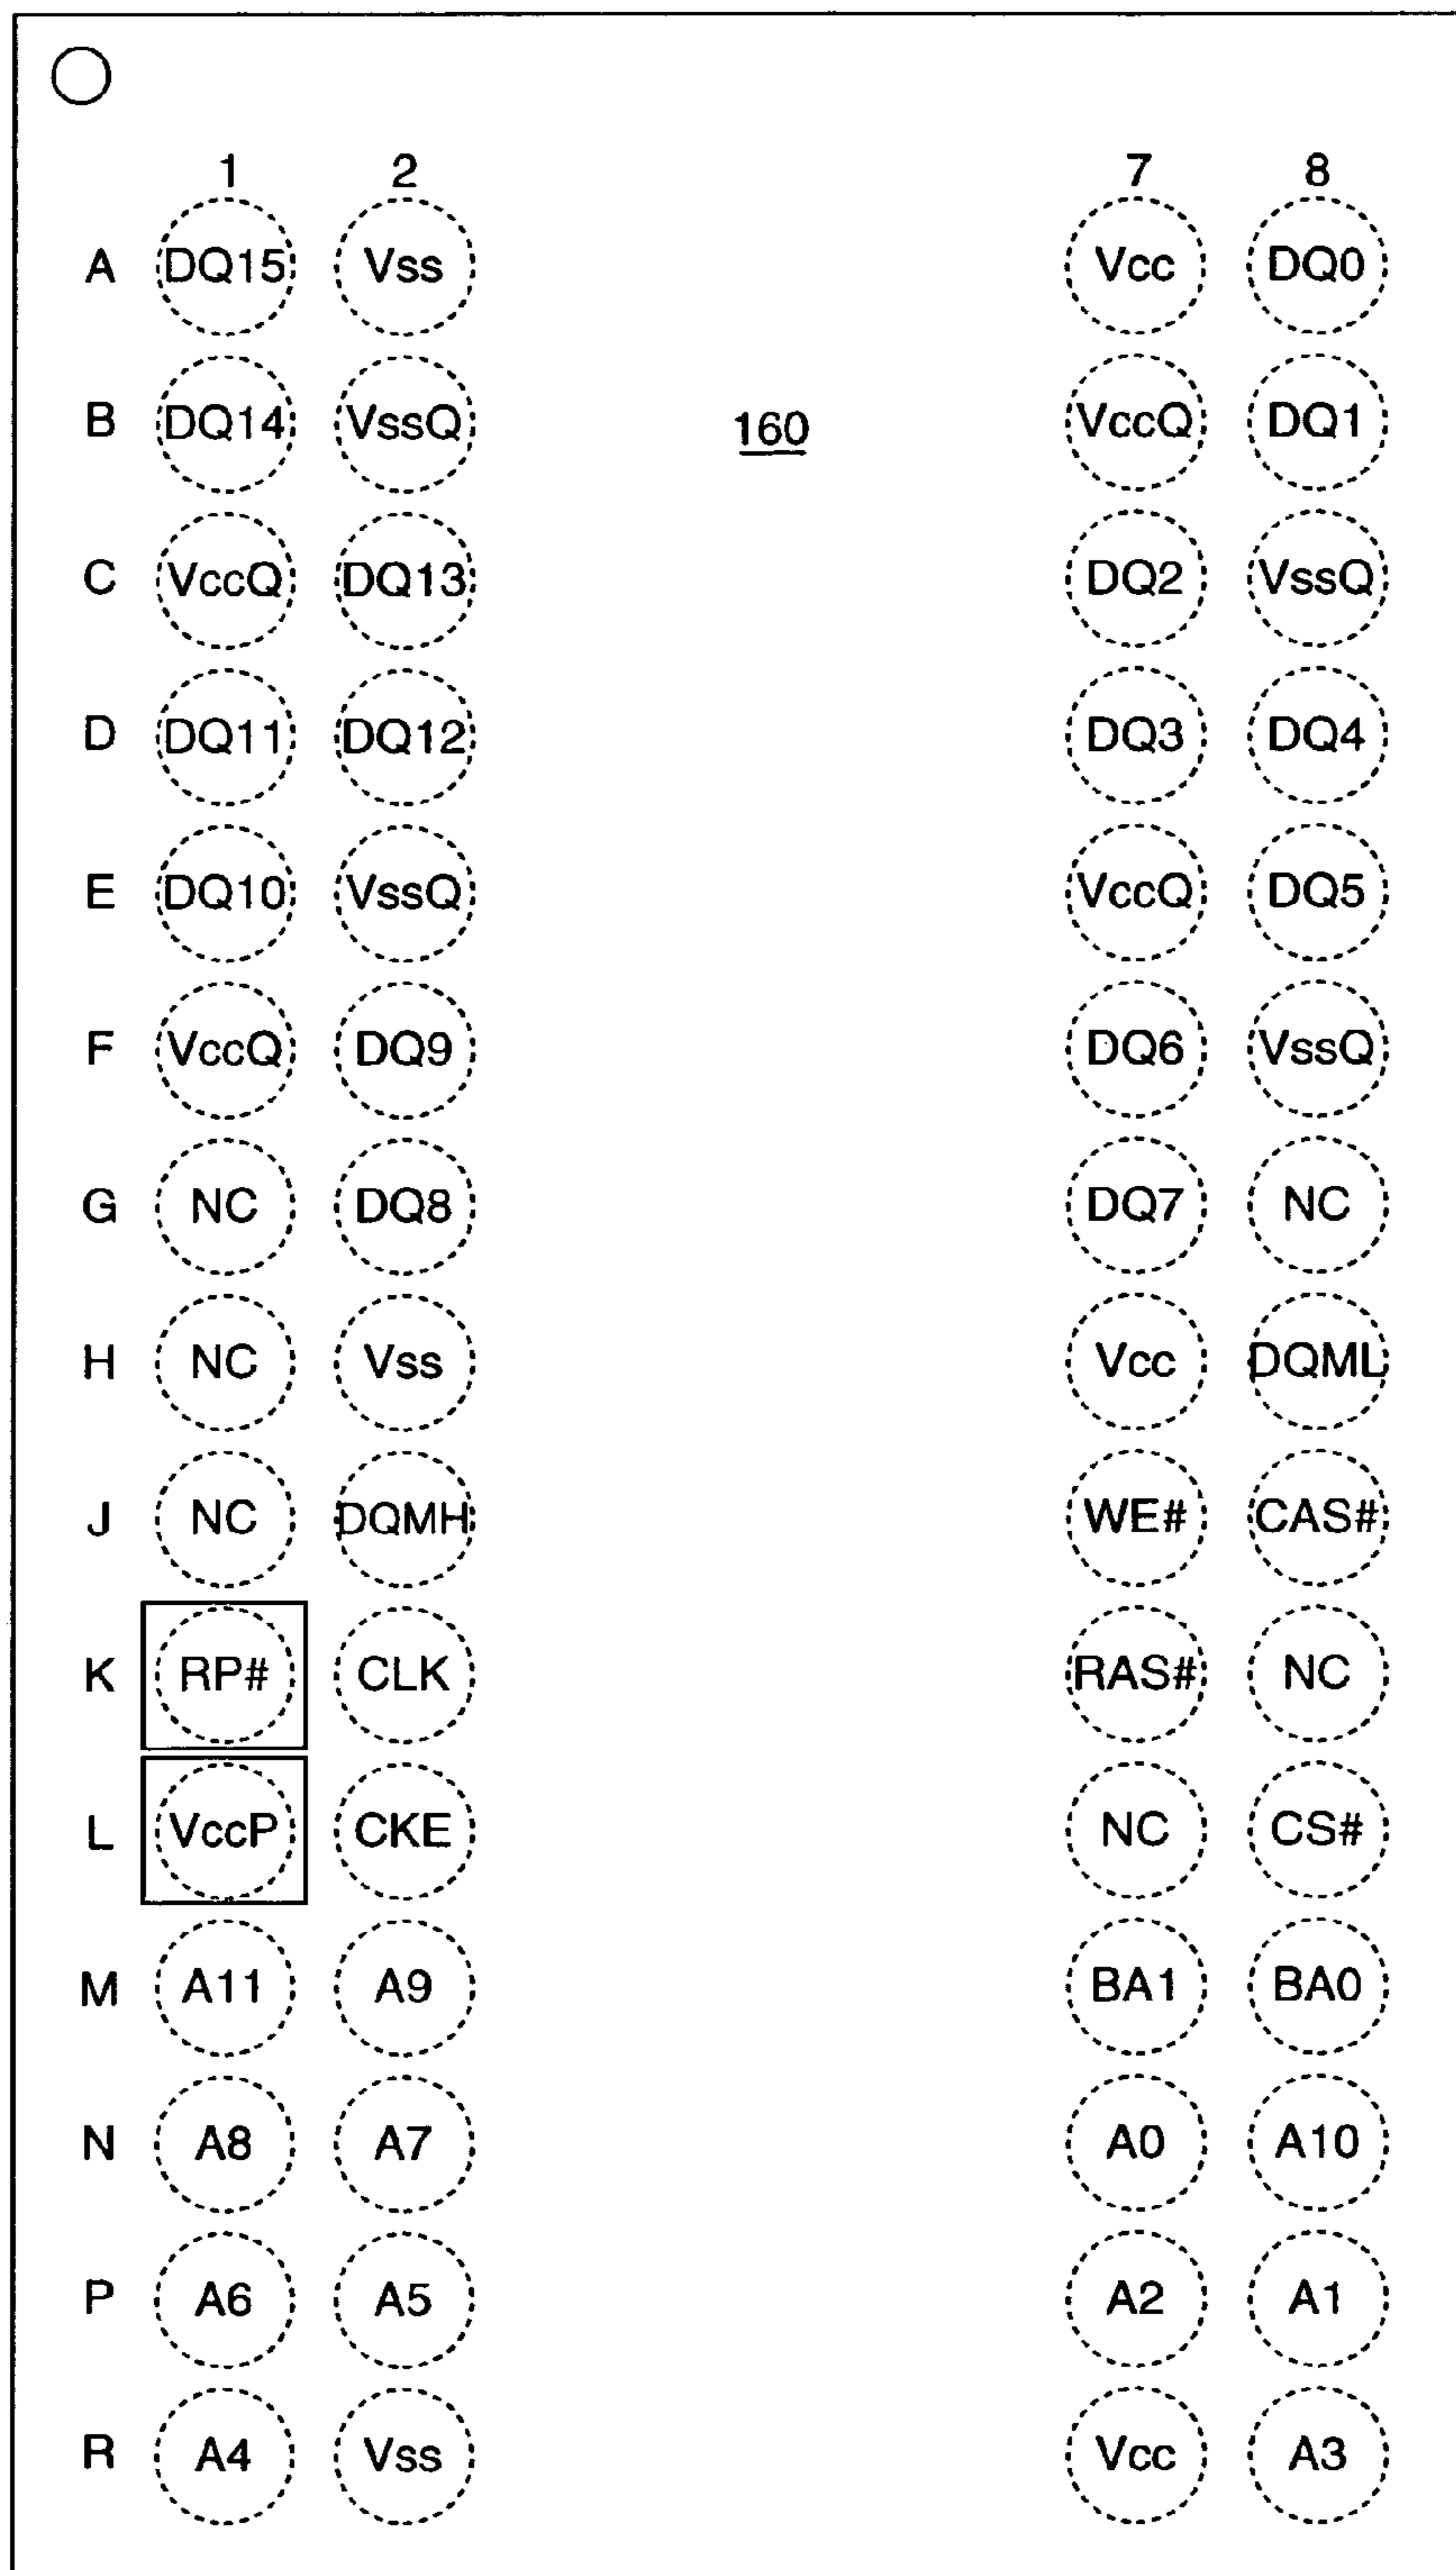 1 2 7 8
A DQ15 Vss Vcc DQ0
B DQ14 VssQ 160 VccQ DQ1
C VccQ DQ13 DQ2 VssQ
D DQ11 DQ12 DQ3 DQ4
E DQ10 VssQ VccQ DQ5
F VccQ DQ9 DQ6 VssQ
G NC DQ8 DQ7 NC
H NC Vss Vcc DQML
J NC DQMH WE# CAS#
K RP# CLK RAS# NC
L VccP CKE NC CS#
M A11 A9 BA1 BA0
N A8 A7 A0 A10
P A6 A5 A2 A1
R A4 Vss Vcc A3